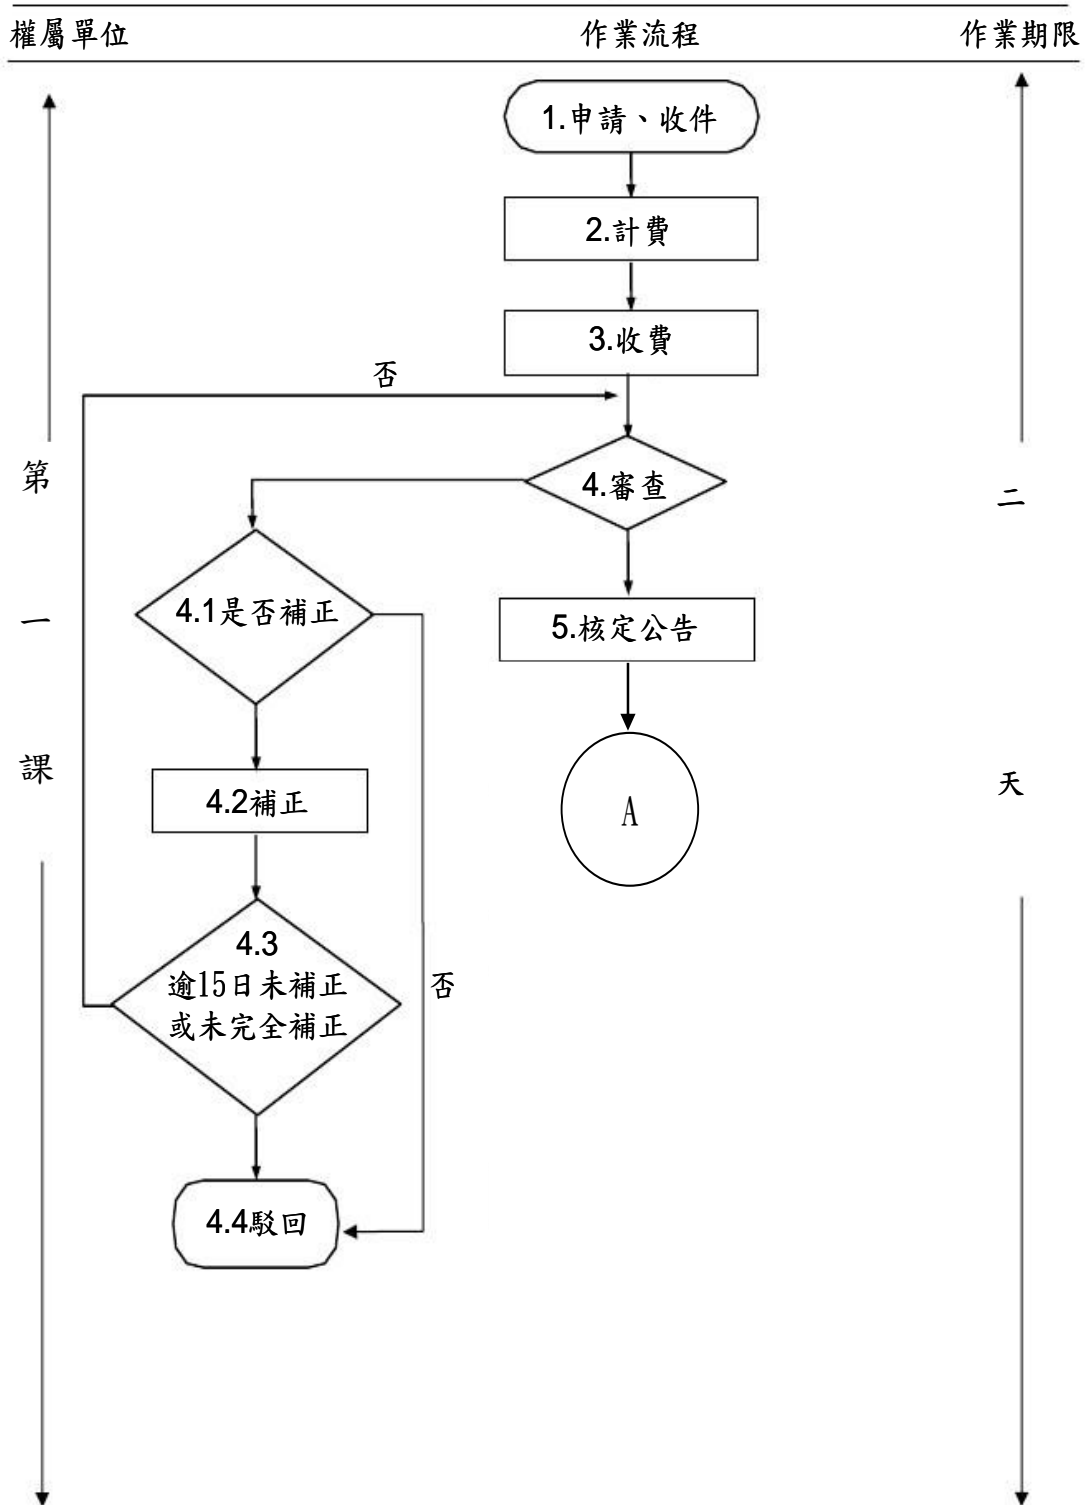 權屬單位 作業流程 作業期限
1.申請、收件
2.計費
3.收費
否
4.審查
4.1是否補正
5.核定公告
4.2補正
A
4.3
逾15日未補正
或未完全補正
否
4.4駁回
第
一
課
二
天